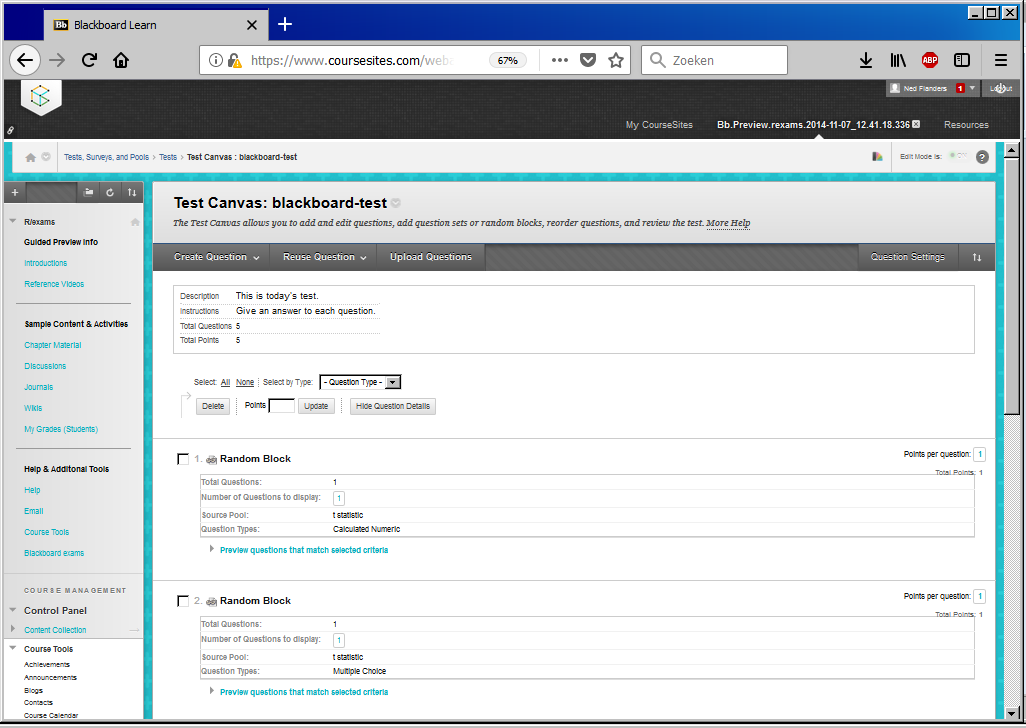 Bb Blackboard Learn
https://www.coursesites.com/web 67% Zoeken ABP
Ned Flanders 1
My CourseSites Bb.Preview.rexams.2014-11-07_12.41.18.336 Resources
Tests, Surveys, and Pools > Tests > Test Canvas : blackboard-test Edit Mode is: ?
R/exams
Guided Preview Info
Introductions
Reference Videos
Sample Content & Activities
Chapter Material
Discussions
Journals
Wikis
My Grades (Students)
Help & Additonal Tools
Help
Email
Course Tools
Blackboard exams
COURSE MANAGEMENT
Control Panel
Content Collection
Course Tools
Achievements
Announcements
Blogs
Contacts
Course Calendar
Test Canvas: blackboard-test
The Test Canvas allows you to add and edit questions, add question sets or random blocks, reorder questions, and review the test. More Help
Create Question Reuse Question Upload Questions Question Settings
Description This is today's test.
Instructions Give an answer to each question.
Total Questions 5
Total Points 5
Select: All None Select by Type: - Question Type -
Delete Points Update Hide Question Details
1. Random Block Points per question: 1
Total Points: 1
Total Questions: 1
Number of Questions to display: 1
Source Pool: t statistic
Question Types: Calculated Numeric
Preview questions that match selected criteria
2. Random Block Points per question: 1
Total Points: 1
Total Questions: 1
Number of Questions to display: 1
Source Pool: t statistic
Question Types: Multiple Choice
Preview questions that match selected criteria